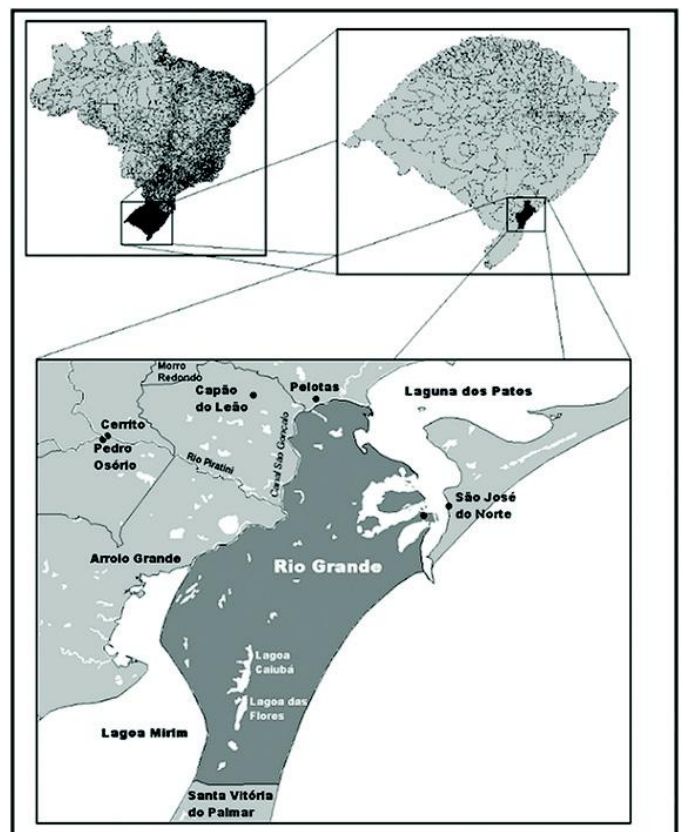 Morro
Redondo
Capão
do Leão
Pelotas
Laguna dos Patos
Cerrito
Pedro
Osório
Rio Piratini
Canal São Gonçalo
São José
do Norte
Arroio Grande
Rio Grande
Lagoa
Caiubá
Lagoa das
Flores
Lagoa Mirim
Santa Vitória
do Palmar